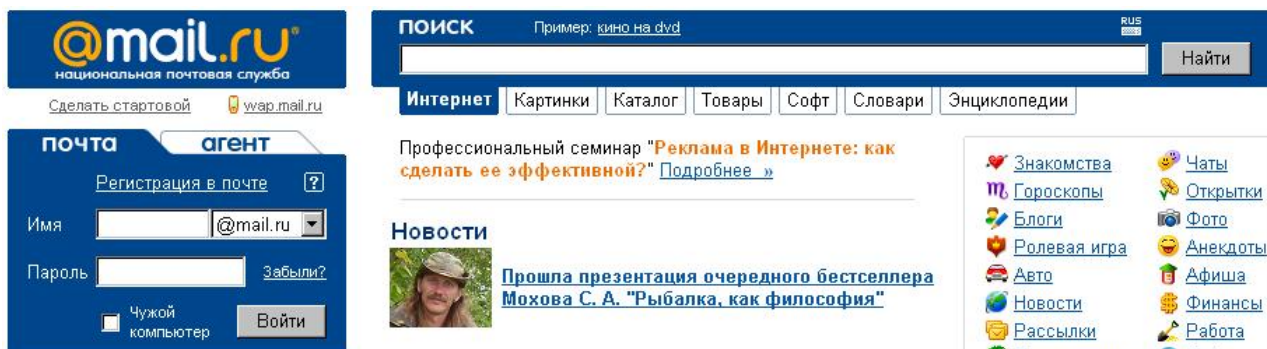 @mail.ru
национальная почтовая служба
Сделать стартовой
wap.mail.ru
почта
агент
Регистрация в почте
?
Имя
@mail.ru
Пароль
Забыли?
Чужой
компьютер
Войти
ПОИСК
Пример: кино на dvd
RUS
Найти
Интернет
Картинки
Каталог
Товары
Софт
Словари
Энциклопедии
Профессиональный семинар "Реклама в Интернете: как
сделать ее эффективной?" Подробнее »
Новости
Прошла презентация очередного бестселлера
Мохова С. А. "Рыбалка, как философия"
Знакомства
Гороскопы
Блоги
Ролевая игра
Авто
Новости
Рассылки
Чаты
Открытки
Фото
Анекдоты
Афиша
Финансы
Работа